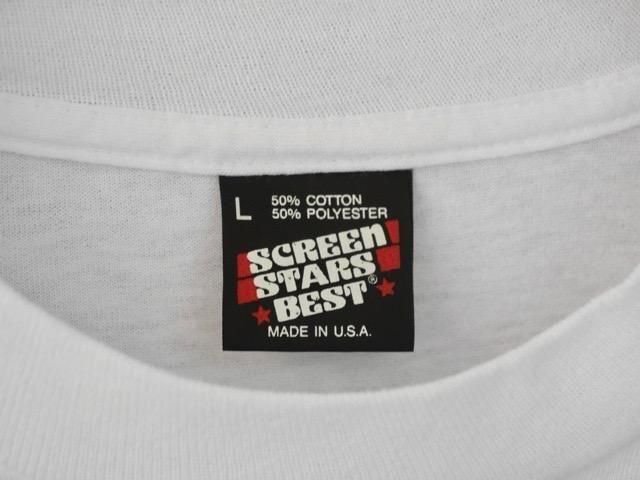 L 50% COTTON
50% POLYESTER
SCREEN
STARS
BEST®
MADE IN U.S.A.